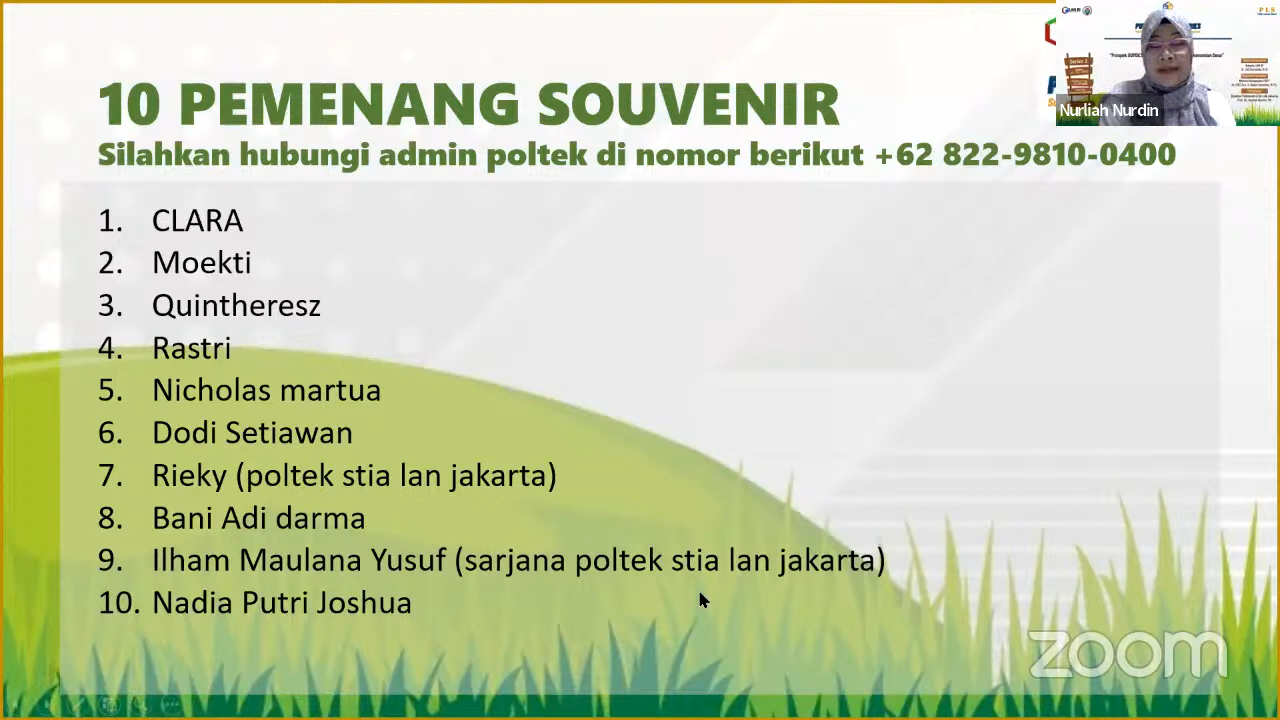 10 PEMENANG SOUVENIR
Silahkan hubungi admin poltek di nomor berikut +62 822-9810-0400
1. CLARA
2. Moekti
3. Quintheresz
4. Rastri
5. Nicholas martua
6. Dodi Setiawan
7. Rieky (poltek stia lan jakarta)
8. Bani Adi darma
9. Ilham Maulana Yusuf (sarjana poltek stia lan jakarta)
10. Nadia Putri Joshua
Nurliah Nurdin
zoom